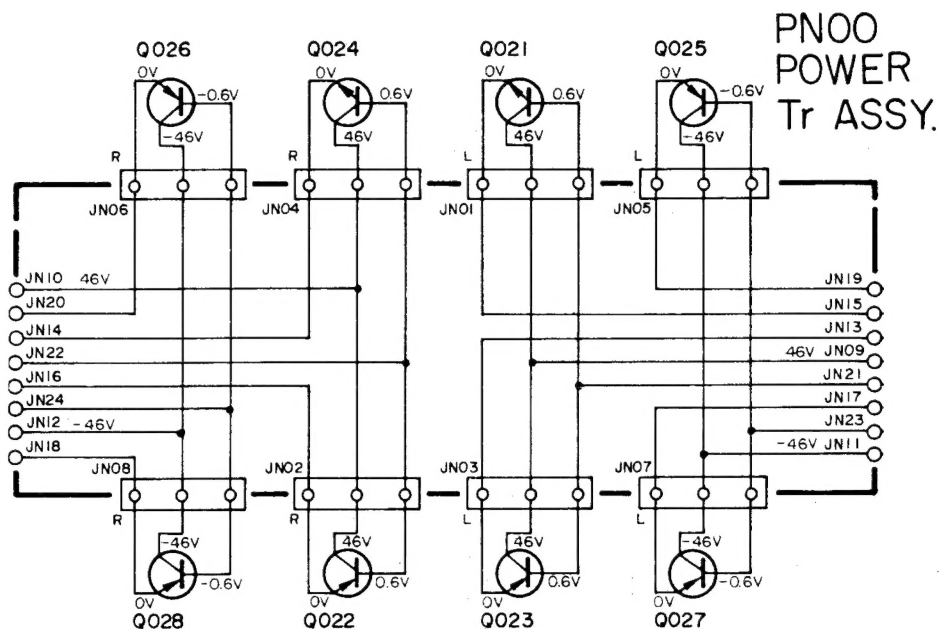 PN00
POWER
Tr ASSY.
Q026 Q024 Q021 Q025
0V -0.6V 0V 0.6V 0V 0.6V 0V -0.6V
-46V 46V 46V -46V
R R L L
JN06 JN04 JN01 JN05
JN10 46V JN19
JN20 JN15
JN14 JN13
JN22 46V JN09
JN16 JN21
JN24 JN17
JN12 -46V JN23
JN18 -46V JN11
JN08 JN02 JN03 JN07
R R L L
-46V 46V 46V -46V
-0.6V 0.6V 0.6V -0.6V
0V 0V 0V 0V
Q028 Q022 Q023 Q027